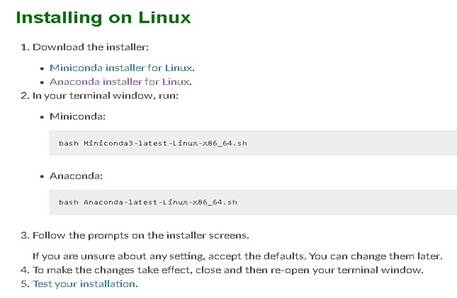 Installing on Linux
1. Download the installer:
• Miniconda installer for Linux.
• Anaconda installer for Linux.
2. In your terminal window, run:
• Miniconda:
bash Miniconda3-latest-Linux-x86_64.sh
• Anaconda:
bash Anaconda-latest-Linux-x86_64.sh
3. Follow the prompts on the installer screens.
If you are unsure about any setting, accept the defaults. You can change them later.
4. To make the changes take effect, close and then re-open your terminal window.
5. Test your installation.